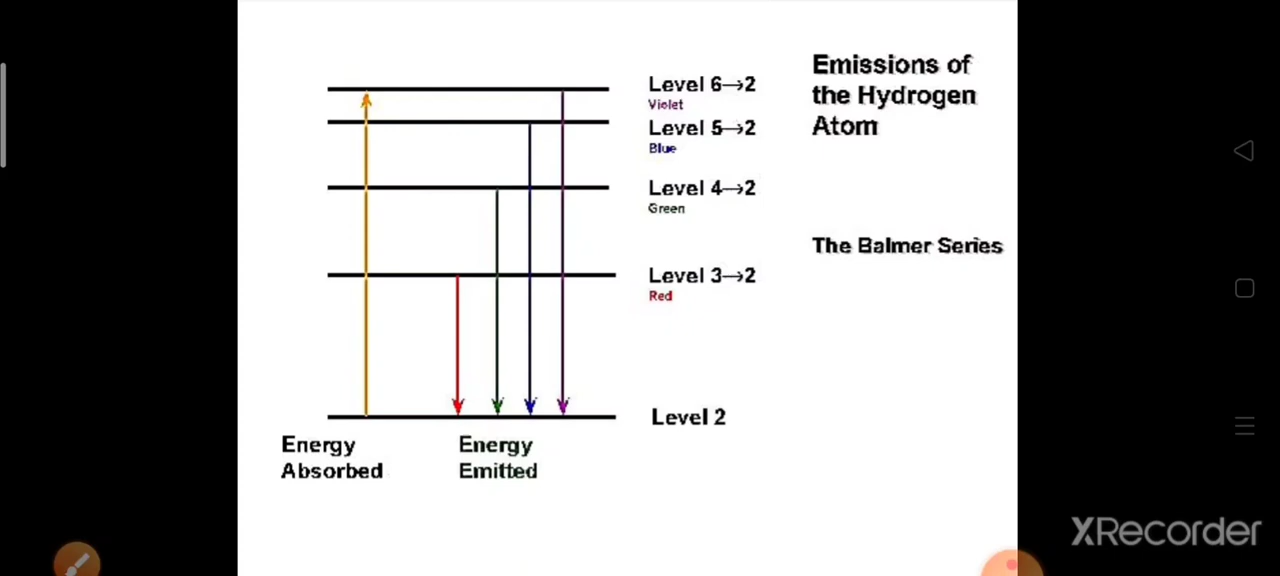 Emissions of
the Hydrogen
Atom
Level 6→2
Violet
Level 5→2
Blue
Level 4→2
Green
The Balmer Series
Level 3→2
Red
Level 2
Energy
Absorbed
Energy
Emitted
XRecorder